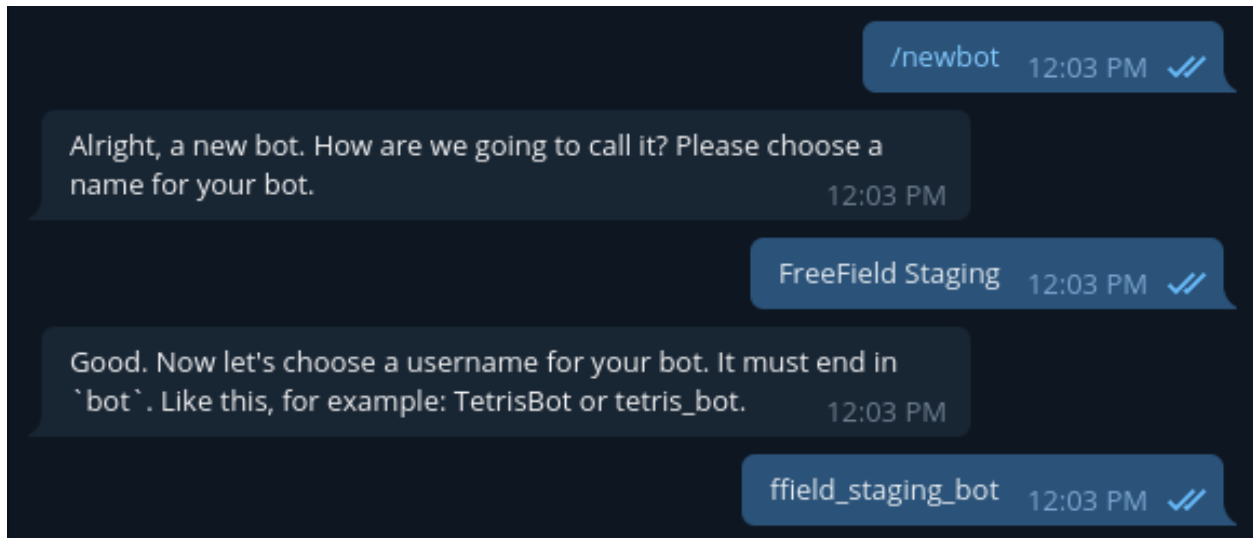 /newbot 12:03 PM
Alright, a new bot. How are we going to call it? Please choose a
name for your bot.
12:03 PM
FreeField Staging 12:03 PM
Good. Now let's choose a username for your bot. It must end in
`bot`. Like this, for example: TetrisBot or tetris_bot.
12:03 PM
ffield_staging_bot 12:03 PM